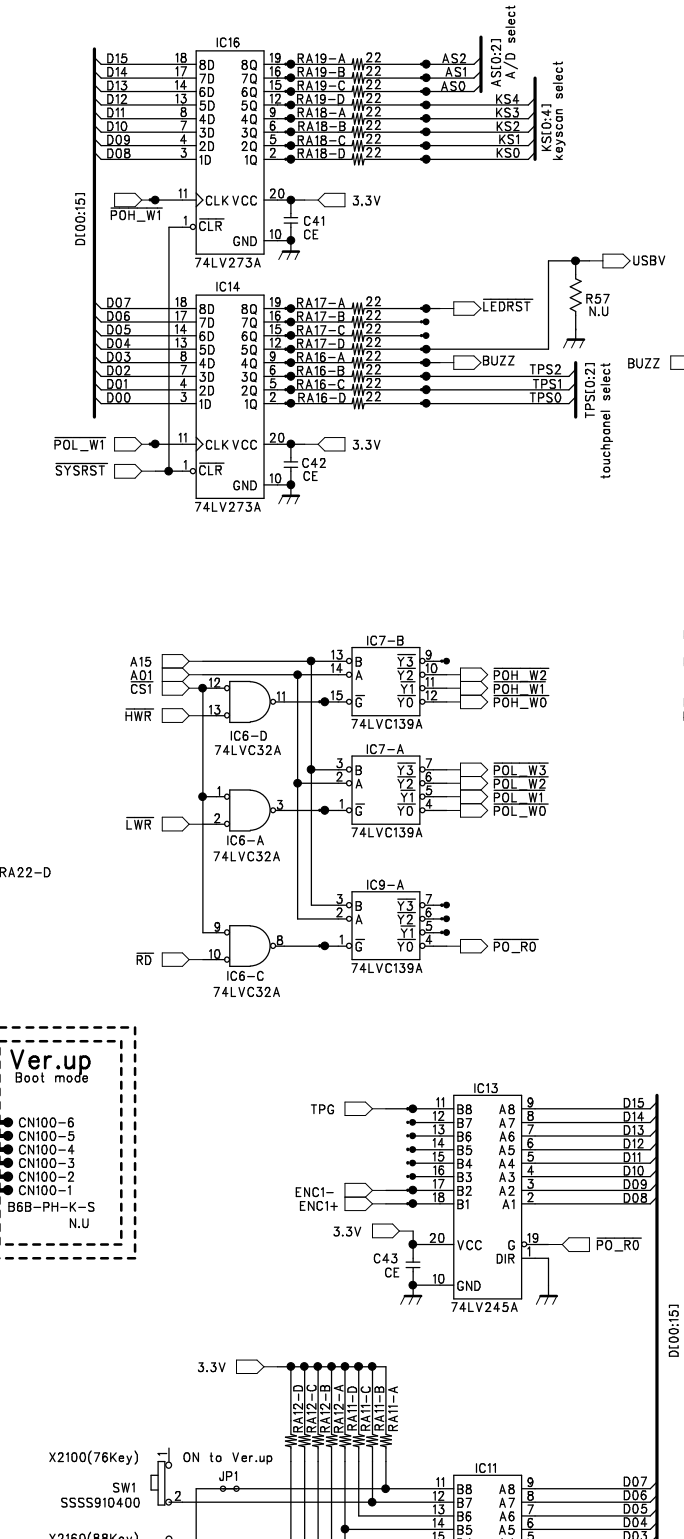 IC16
D15 18 8D 8Q 19 RA19-A 22 AS2
D14 17 7D 7Q 16 RA19-B 22 AS1
D13 14 6D 6Q 15 RA19-C 22 AS0
D12 13 5D 5Q 12 RA19-D 22 KS4
D11 8 4D 4Q 9 RA18-A 22 KS3
D10 7 3D 3Q 6 RA18-B 22 KS2
D09 4 2D 2Q 5 RA18-C 22 KS1
D08 3 1D 1Q 2 RA18-D 22 KS0
AS[0:2]
A/D select
KS[0:4]
keyscan select
POH_W1 11 CLK VCC 20 3.3V
1 CLR
C41
CE
GND 10
74LV273A
D[00:15]
IC14
D07 18 8D 8Q 19 RA17-A 22 LEDRST
D06 17 7D 7Q 16 RA17-B 22
D05 14 6D 6Q 15 RA17-C 22
D04 13 5D 5Q 12 RA17-D 22
D03 8 4D 4Q 9 RA16-A 22 BUZZ
D02 7 3D 3Q 6 RA16-B 22 TPS2
D01 4 2D 2Q 5 RA16-C 22 TPS1
D00 3 1D 1Q 2 RA16-D 22 TPS0
USBV
R57
N.U
TPS[0:2]
touchpanel select
BUZZ
POL_W1 11 CLK VCC 20 3.3V
SYSRST 1 CLR
C42
CE
GND 10
74LV273A
IC7-B
A15 13 B Y3 9
A01 14 A Y2 10 POH_W2
CS1 12 11 Y1 11 POH_W1
15 G Y0 12 POH_W0
HWR 13
IC6-D
74LVC32A
74LVC139A
IC7-A
3 B Y3 7 POL_W3
2 A Y2 6 POL_W2
1 Y1 5 POL_W1
3 1 G Y0 4 POL_W0
LWR 2
IC6-A
74LVC32A
74LVC139A
RA22-D
IC9-A
3 B Y3 7
2 A Y2 6
9 Y1 5
8 1 G Y0 4 PO_R0
RD 10
IC6-C
74LVC32A
74LVC139A
Ver.up
Boot mode
CN100-6
CN100-5
CN100-4
CN100-3
CN100-2
CN100-1
B6B-PH-K-S
N.U
IC13
TPG 11 B8 A8 9 D15
12 B7 A7 8 D14
13 B6 A6 7 D13
14 B5 A5 6 D12
15 B4 A4 5 D11
16 B3 A3 4 D10
ENC1- 17 B2 A2 3 D09
ENC1+ 18 B1 A1 2 D08
3.3V 20 VCC G 19 PO_R0
C43
CE
DIR 1
10 GND
74LV245A
D[00:15]
3.3V
RA12-D
RA12-C
RA12-B
RA12-A
RA11-D
RA11-C
RA11-B
RA11-A
X2100(76Key) 1 ON to Ver.up
SW1 JP1
SSSS910400 2
X2160(88Key)
IC11
11 B8 A8 9 D07
12 B7 A7 8 D06
13 B6 A6 7 D05
14 B5 A5 6 D04
15 B4 A4 5 D03